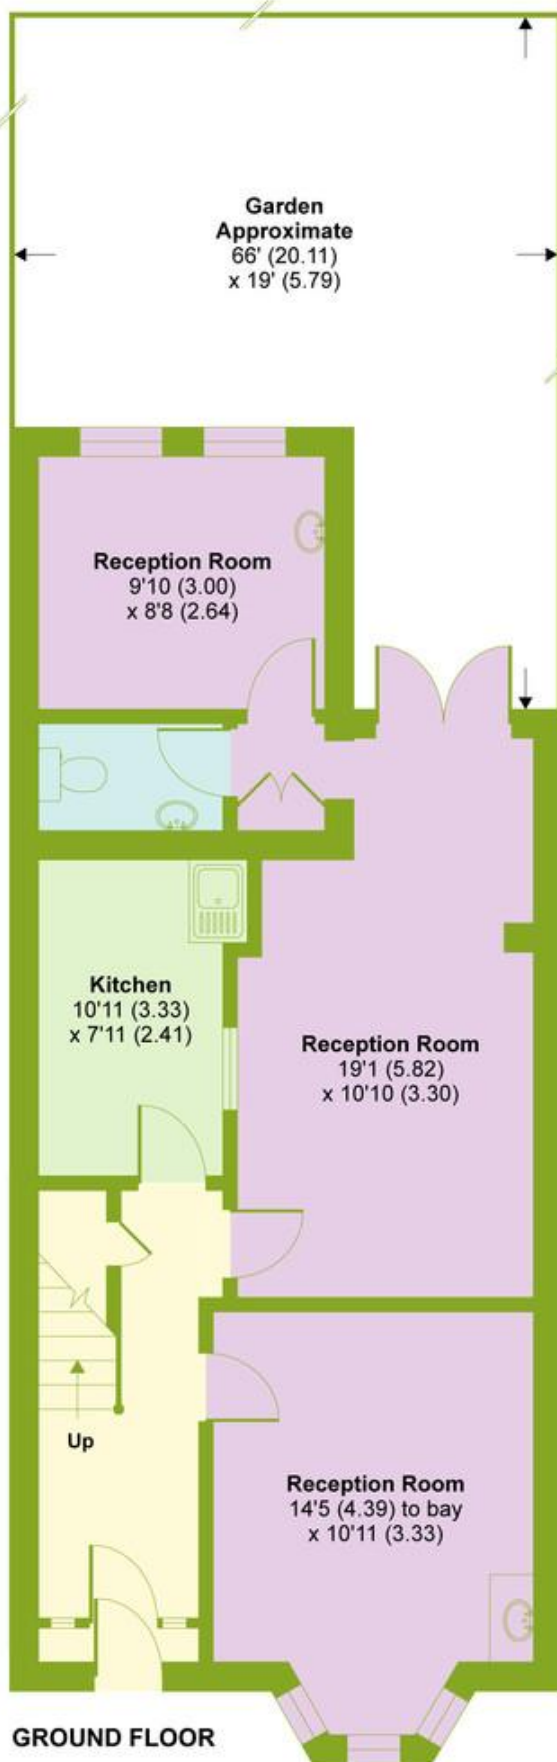 Garden
Approximate
66' (20.11)
x 19' (5.79)
Reception Room
9'10 (3.00)
x 8'8 (2.64)
Kitchen
10'11 (3.33)
x 7'11 (2.41)
Reception Room
19'1 (5.82)
x 10'10 (3.30)
Up
Reception Room
14'5 (4.39) to bay
x 10'11 (3.33)
GROUND FLOOR